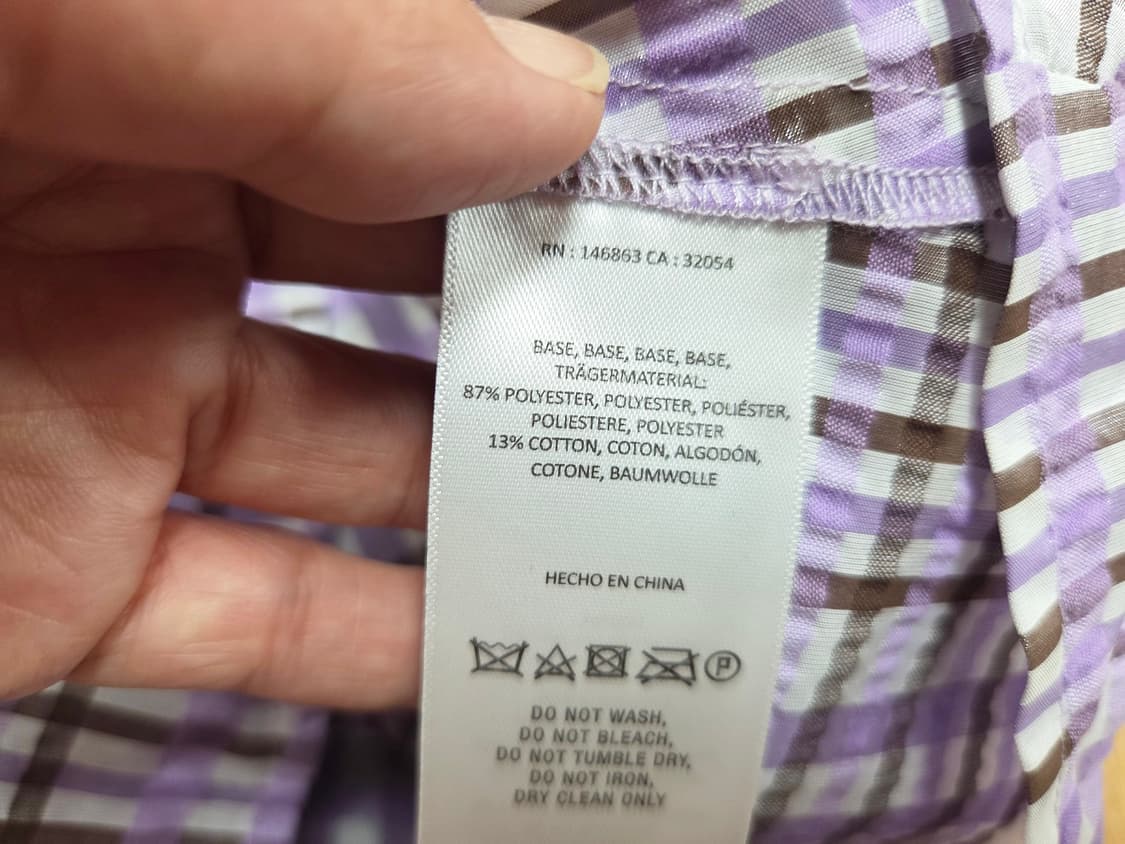 RN : 146863 CA : 32054
BASE, BASE, BASE, BASE,
TRÄGERMATERIAL:
87% POLYESTER, POLYESTER, POLIÉSTER,
POLIESTERE, POLYESTER
13% COTTON, COTON, ALGODÓN,
COTONE, BAUMWOLLE
HECHO EN CHINA
P
DO NOT WASH,
DO NOT BLEACH,
DO NOT TUMBLE DRY,
DO NOT IRON,
DRY CLEAN ONLY